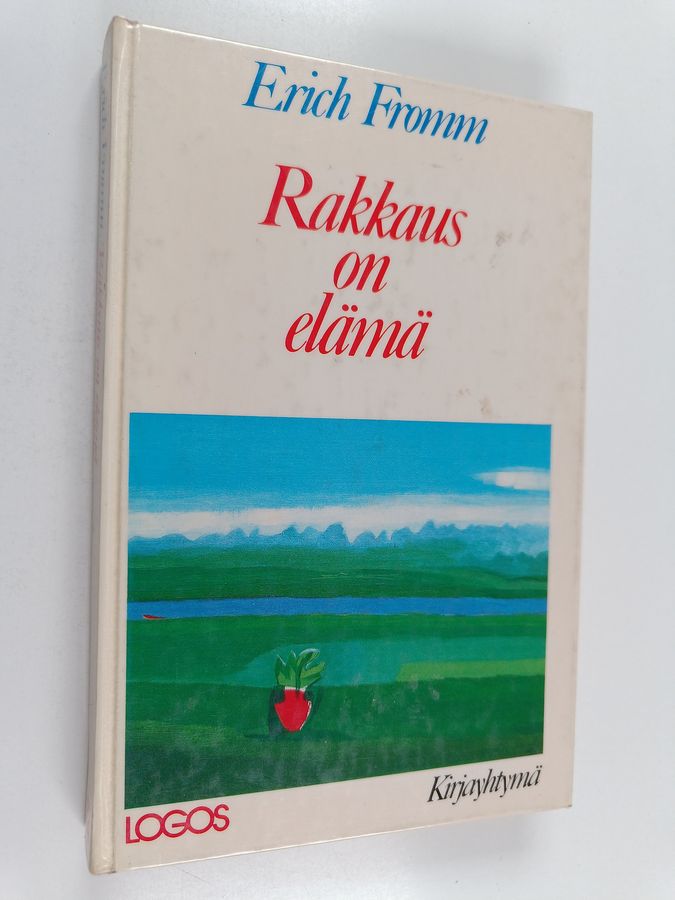 Erich Fromm
Rakkaus
on
elämä
Kirjayhtymä
LOGOS